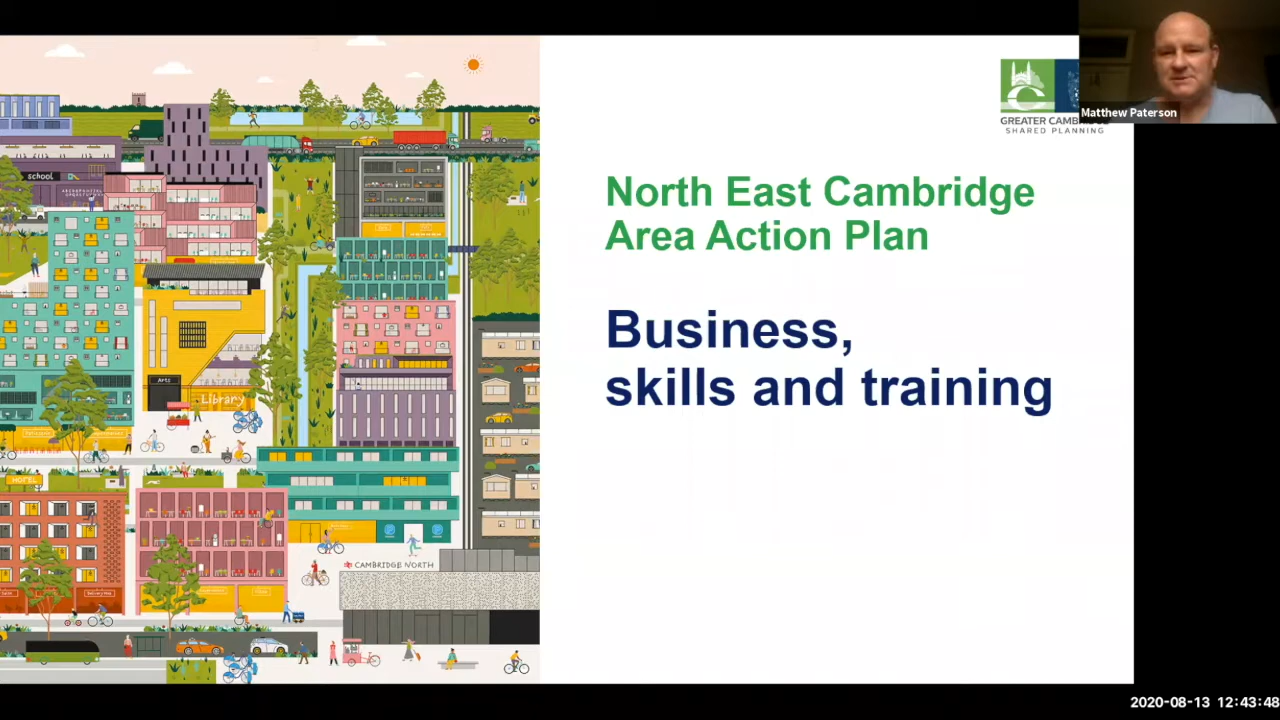 GREATER CAMB
SHARED PLANNING
Matthew Paterson
North East Cambridge
Area Action Plan
Business,
skills and training
school
Arts
Library
HOTEL
CAMBRIDGE NORTH
2020-08-13 12:43:48